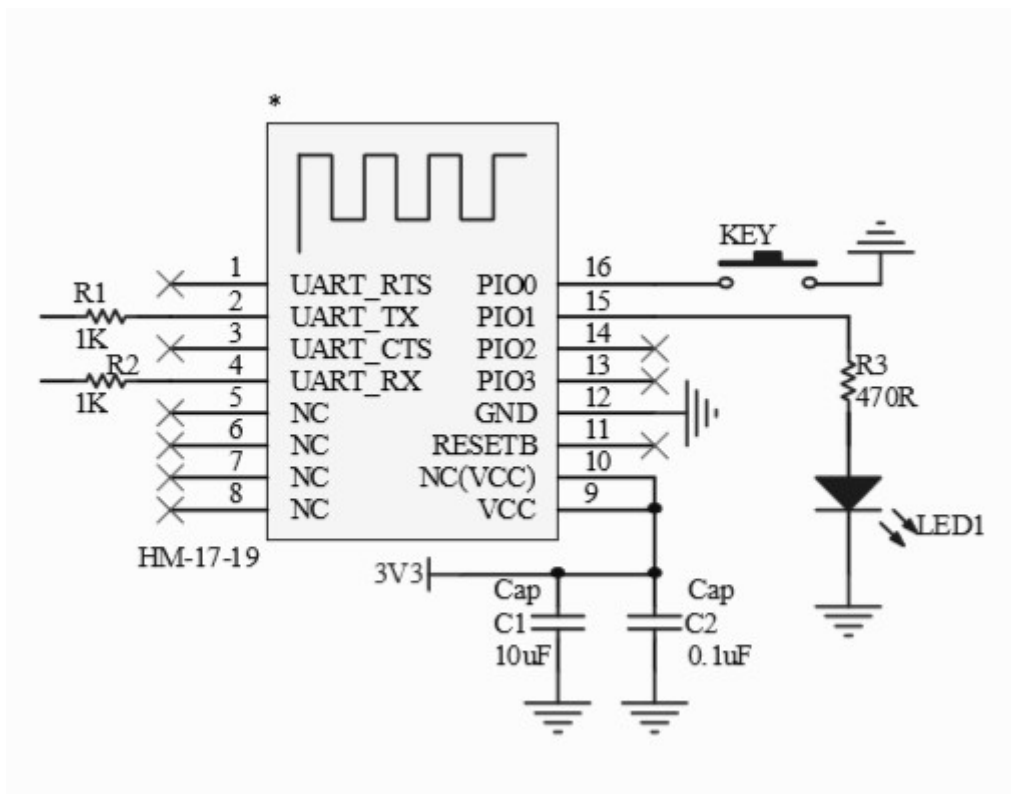 *
KEY
1 UART_RTS PIO0 16
R1
1K
2 UART_TX PIO1 15
3 UART_CTS PIO2 14
R2
1K
4 UART_RX PIO3 13
R3
470R
5 NC GND 12
6 NC RESETB 11
7 NC NC(VCC) 10
8 NC VCC 9
LED1
HM-17-19
3V3
Cap
C1
10uF
Cap
C2
0.1uF